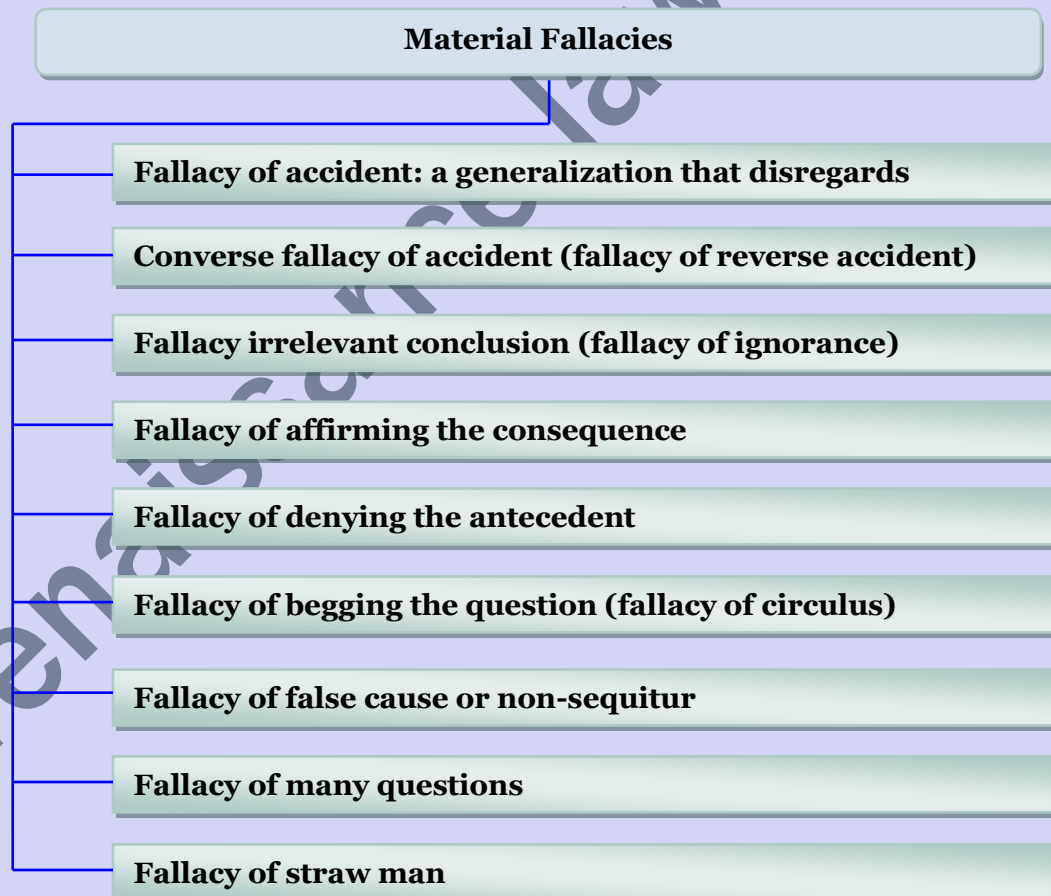 Material Fallacies
Fallacy of accident: a generalization that disregards
Converse fallacy of accident (fallacy of reverse accident)
Fallacy irrelevant conclusion (fallacy of ignorance)
Fallacy of affirming the consequence
Fallacy of denying the antecedent
Fallacy of begging the question (fallacy of circulus)
Fallacy of false cause or non-sequitur
Fallacy of many questions
Fallacy of straw man